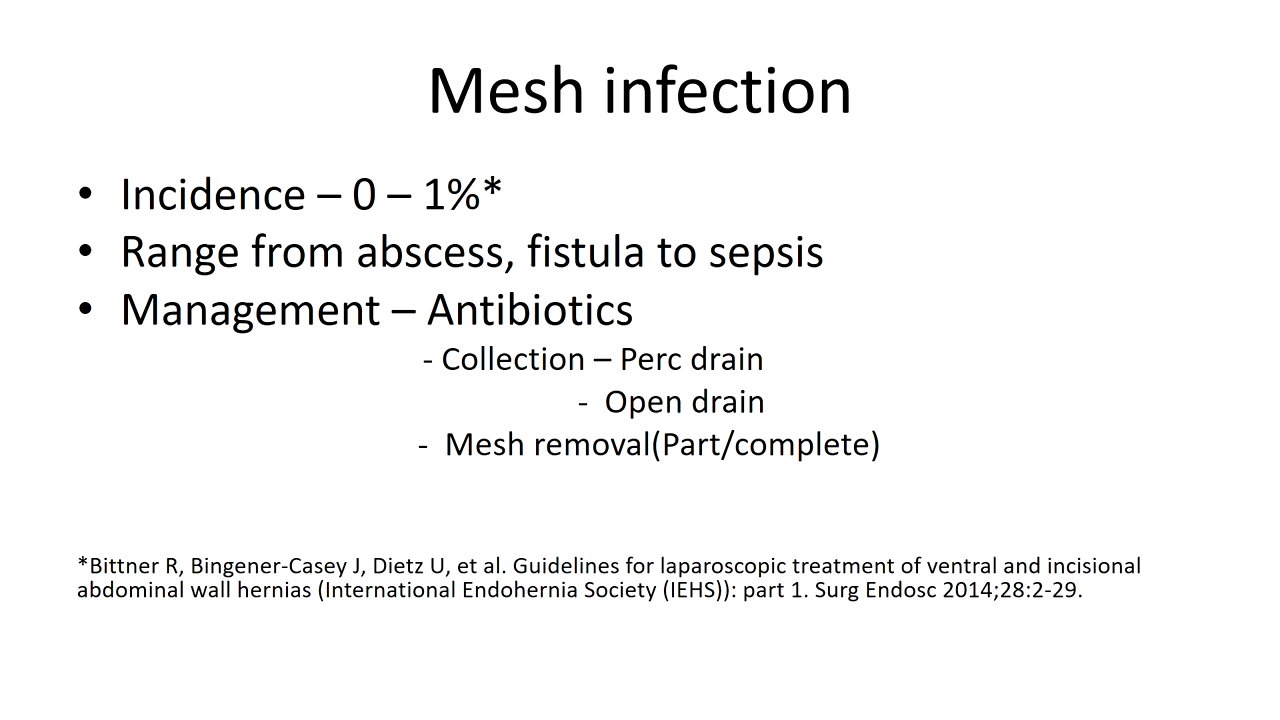 Mesh infection
• Incidence – 0 – 1%*
• Range from abscess, fistula to sepsis
• Management – Antibiotics
- Collection – Perc drain
- Open drain
- Mesh removal(Part/complete)
*Bittner R, Bingener-Casey J, Dietz U, et al. Guidelines for laparoscopic treatment of ventral and incisional
abdominal wall hernias (International Endohernia Society (IEHS)): part 1. Surg Endosc 2014;28:2-29.